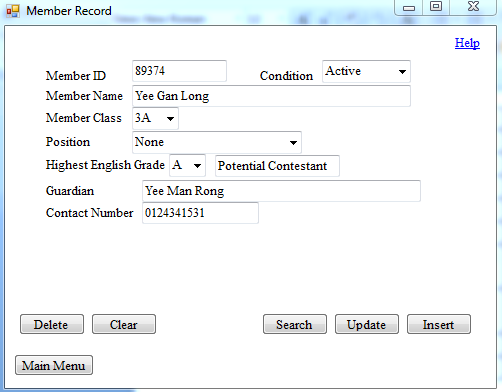 Member Record
Help
Member ID 89374 Condition Active
Member Name Yee Gan Long
Member Class 3A
Position None
Highest English Grade A Potential Contestant
Guardian Yee Man Rong
Contact Number 0124341531
Delete Clear Search Update Insert
Main Menu